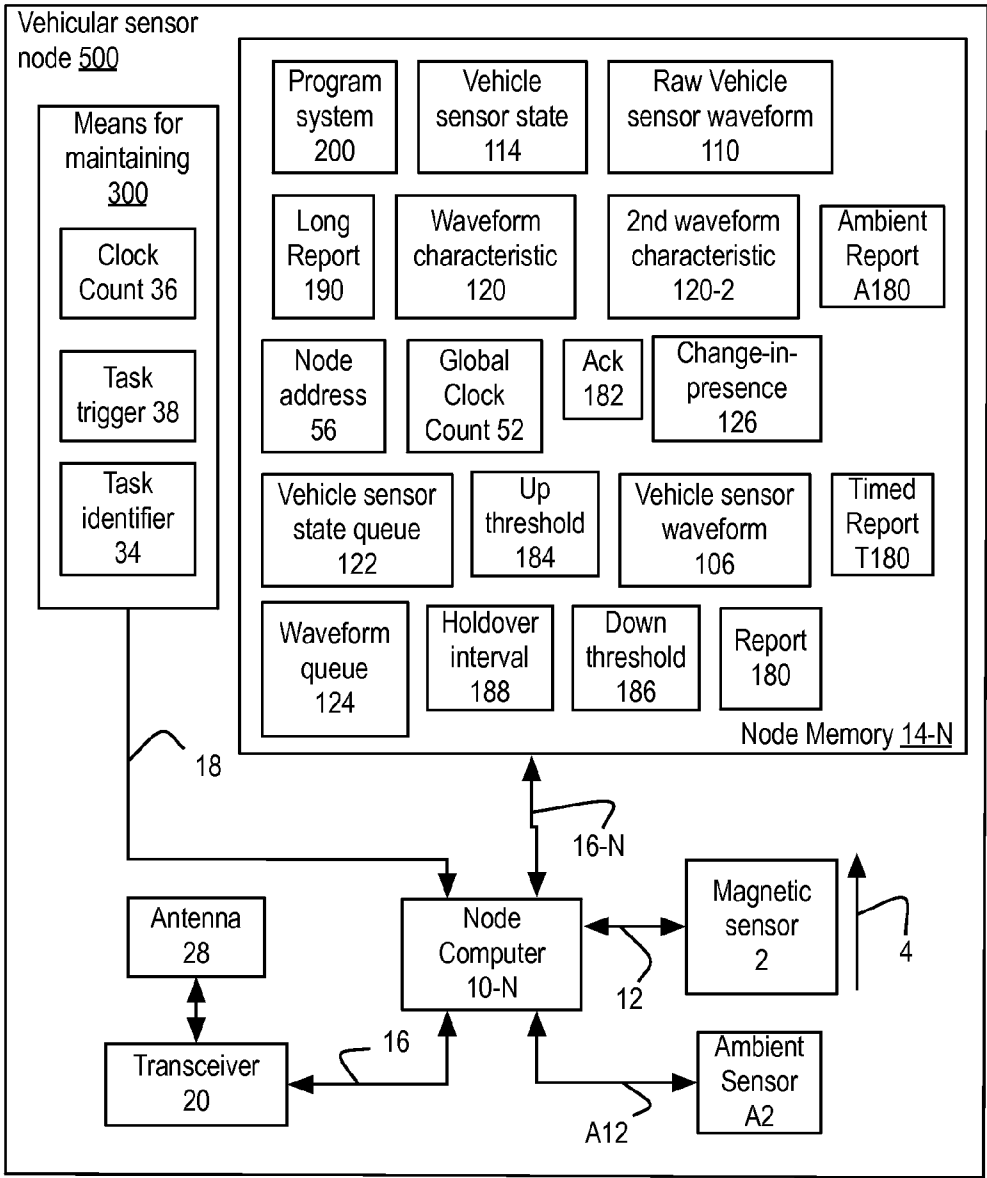 Vehicular sensor
node 500
Means for
maintaining
300
Clock
Count 36
Task
trigger 38
Task
identifier
34
Program
system
200
Vehicle
sensor state
114
Raw Vehicle
sensor waveform
110
Long
Report
190
Waveform
characteristic
120
2nd waveform
characteristic
120-2
Ambient
Report
A180
Node
address
56
Global
Clock
Count 52
Ack
182
Change-in-
presence
126
Vehicle sensor
state queue
122
Up
threshold
184
Vehicle sensor
waveform
106
Timed
Report
T180
Waveform
queue
124
Holdover
interval
188
Down
threshold
186
Report
180
Node Memory 14-N
18
16-N
Antenna
28
Node
Computer
10-N
Magnetic
sensor
2
4
12
16
Transceiver
20
Ambient
Sensor
A2
A12